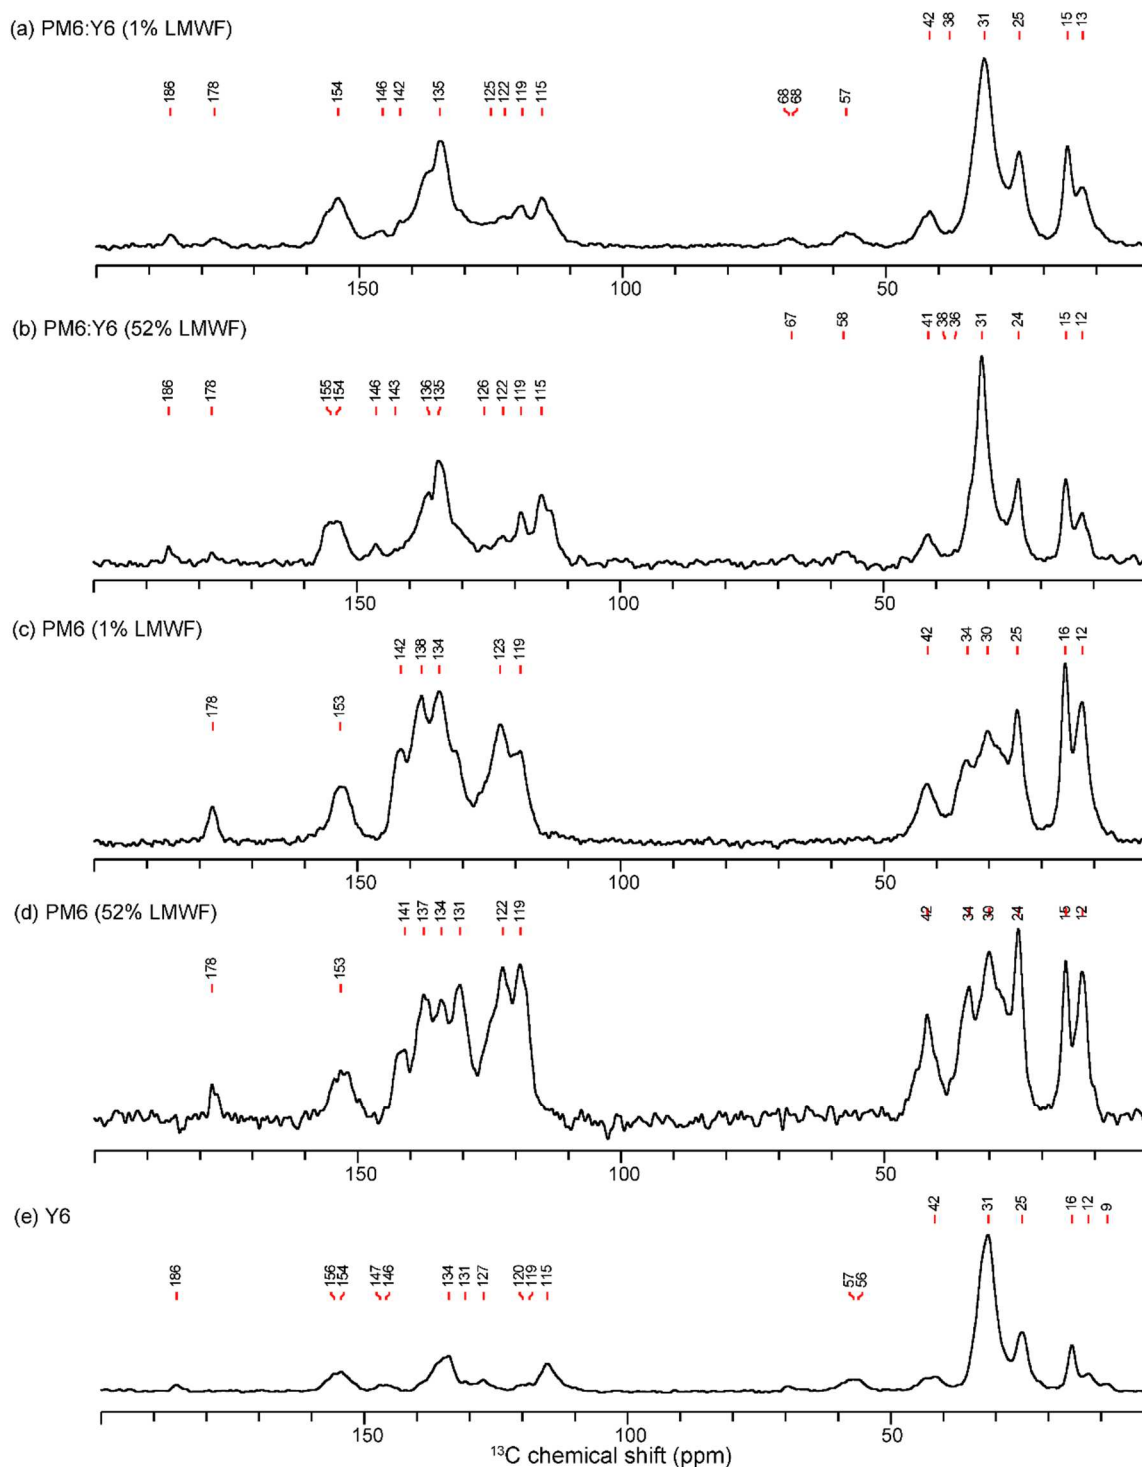 (a) PM6:Y6 (1% LMWF)
42 38 31 25 15 13
186 178 154 146 142 135 125 122 119 115 68 68 57
150 100 50
(b) PM6:Y6 (52% LMWF)
67 58 41 38 36 31 24 15 12
186 178 155 154 146 143 136 135 126 122 119 115
150 100 50
(c) PM6 (1% LMWF)
142 138 134 123 119 42 34 30 25 16 12
178 153
150 100 50
(d) PM6 (52% LMWF)
141 137 134 131 122 119 42 34 30 24 15 12
178 153
150 100 50
(e) Y6
42 31 25 16 12 9
186 156 154 147 146 134 131 127 120 119 115 57 56
150 100 50
¹³C chemical shift (ppm)